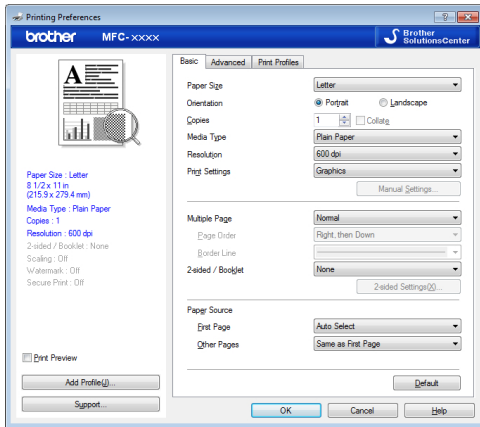 Printing Preferences
brother MFC- xxxx
Brother
SolutionsCenter
A
Paper Size : Letter
8 1/2 x 11 in
(215.9 x 279.4 mm)
Media Type : Plain Paper
Copies : 1
Resolution : 600 dpi
2-sided / Booklet : None
Scaling : Off
Watermark : Off
Secure Print : Off
Print Preview
Add Profile(J)...
Support...
Basic Advanced Print Profiles
Paper Size Letter
Orientation Portrait Landscape
Copies 1 Collate
Media Type Plain Paper
Resolution 600 dpi
Print Settings Graphics
Manual Settings...
Multiple Page Normal
Page Order Right, then Down
Border Line
2-sided / Booklet None
2-sided Settings(X)...
Paper Source
First Page Auto Select
Other Pages Same as First Page
Default
OK Cancel Help